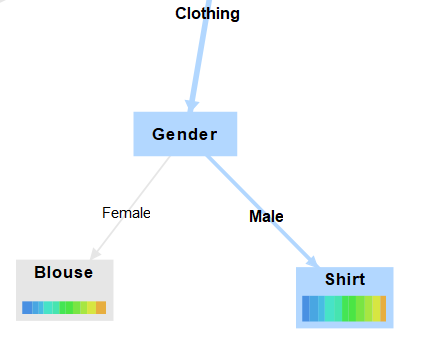 Clothing
Gender
Female
Male
Blouse
Shirt